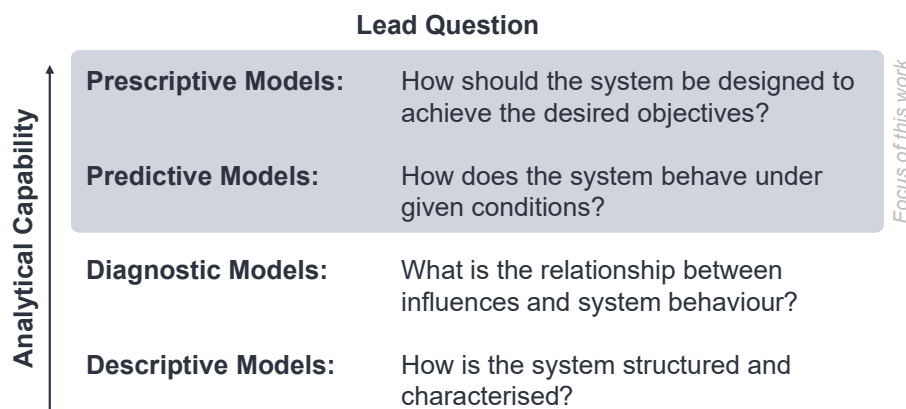 Lead Question
Analytical Capability
Prescriptive Models:
How should the system be designed to
achieve the desired objectives?
Predictive Models:
How does the system behave under
given conditions?
Diagnostic Models:
What is the relationship between
influences and system behaviour?
Descriptive Models:
How is the system structured and
characterised?
Focus of this work